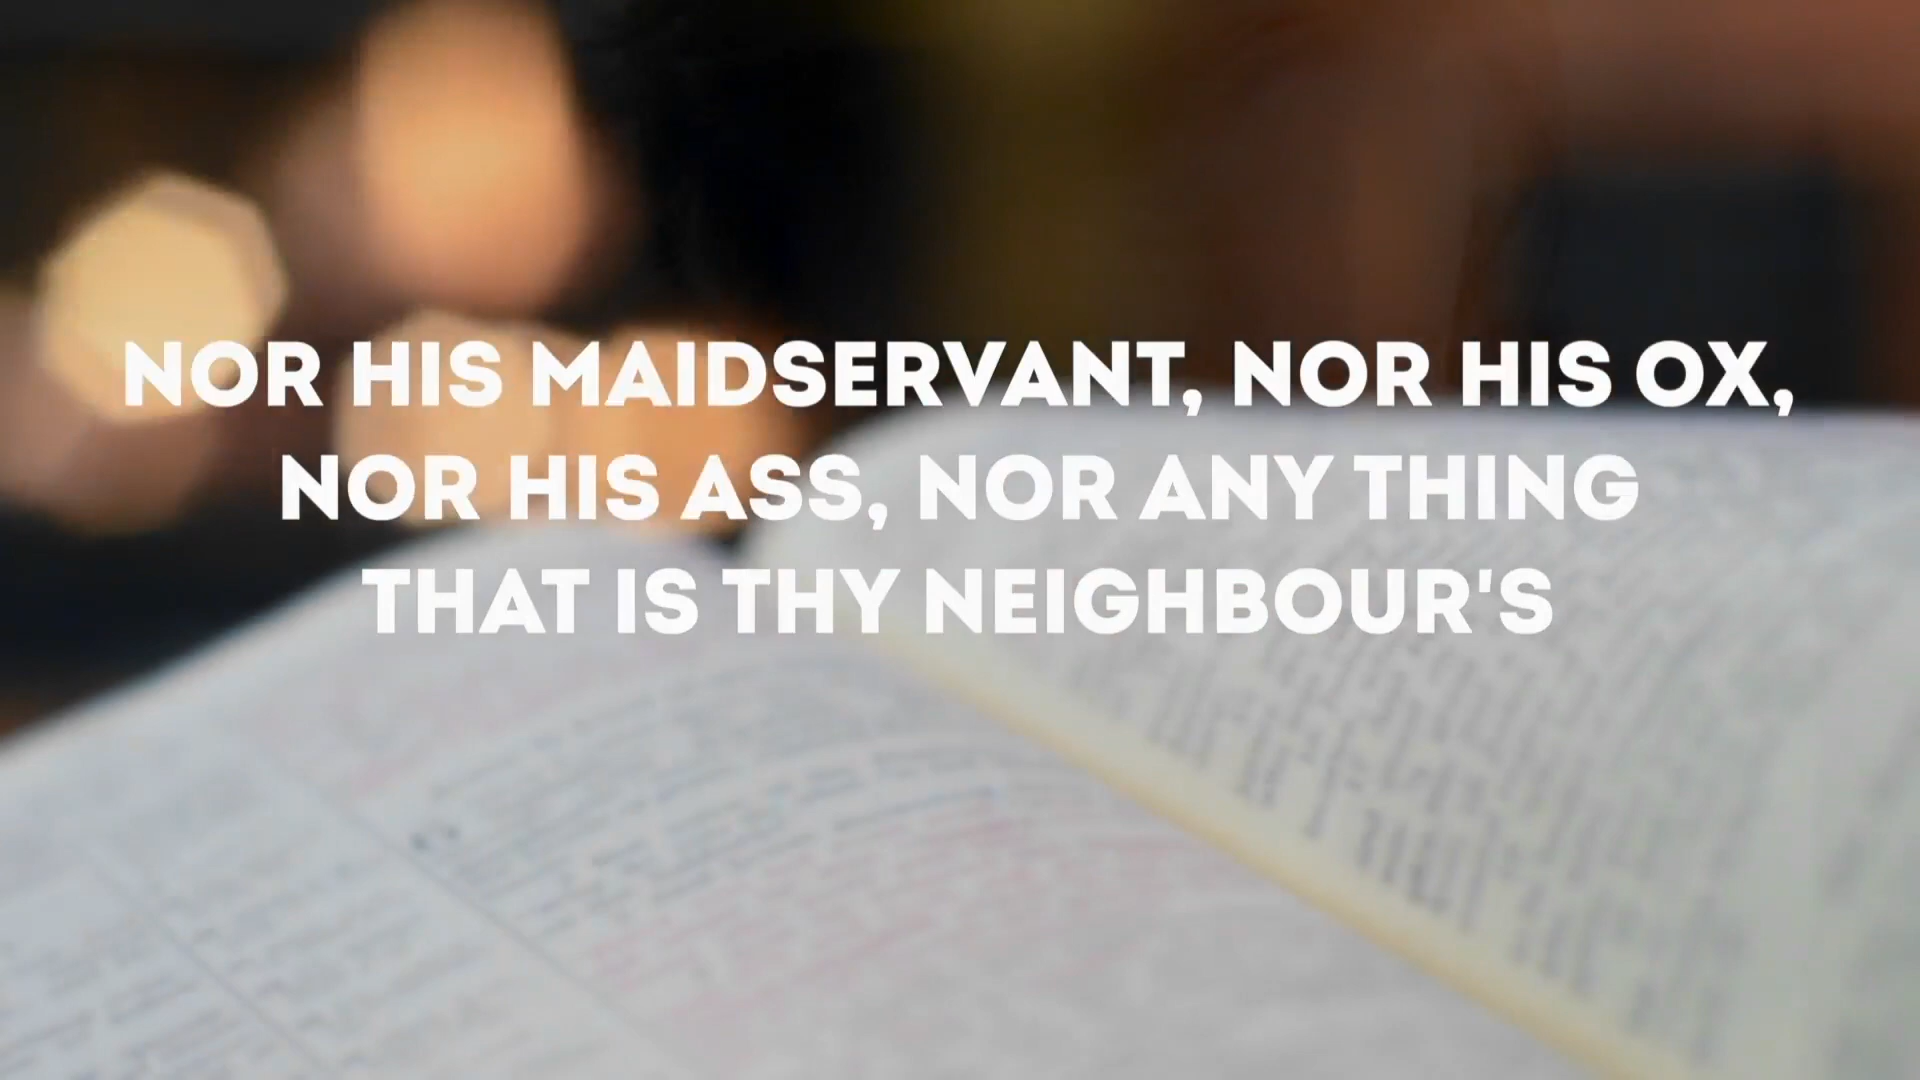 NOR HIS MAIDSERVANT, NOR HIS OX,
NOR HIS ASS, NOR ANY THING
THAT IS THY NEIGHBOUR'S